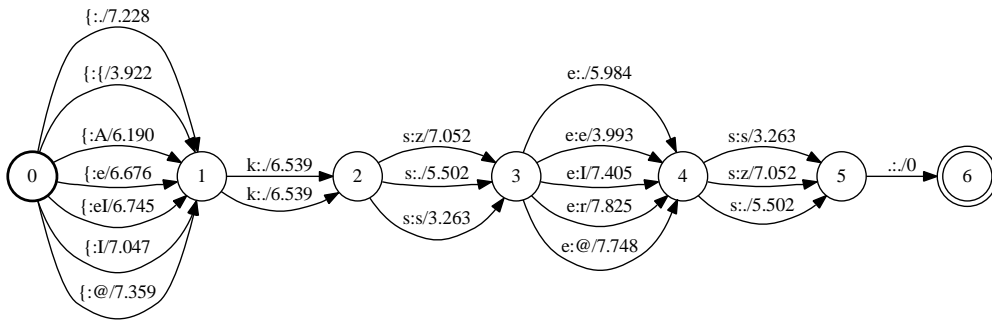 {:./7.228
{:{/3.922
{:A/6.190
{:e/6.676
{:eI/6.745
{:I/7.047
{:@/7.359
k:./6.539
k:./6.539
s:z/7.052
s:./5.502
s:s/3.263
e:./5.984
e:e/3.993
e:I/7.405
e:r/7.825
e:@/7.748
s:s/3.263
s:z/7.052
s:./5.502
.:./0
0
1
2
3
4
5
6